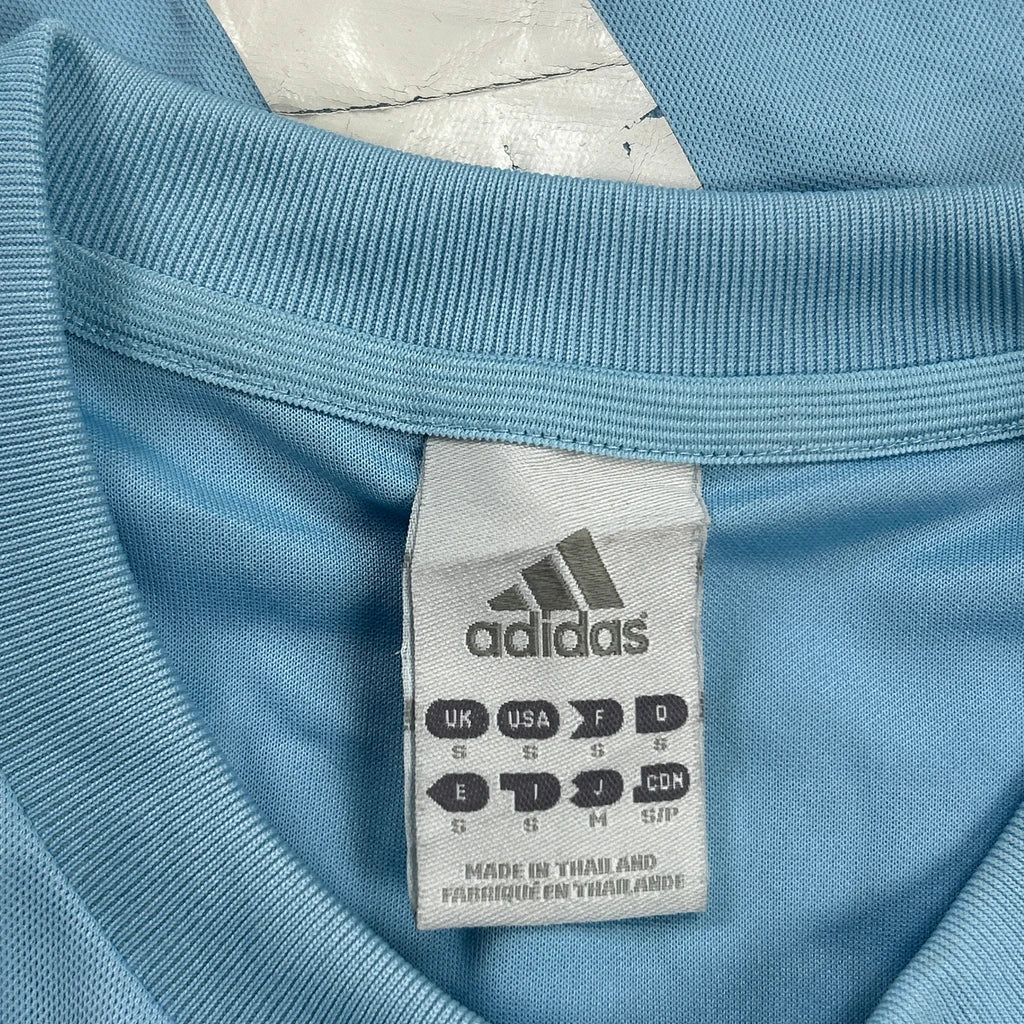 adidas
UK USA F D
S S S S
E I J CDN
S S M S/P
MADE IN THAILAND
FABRIQUÉ EN THAILANDE